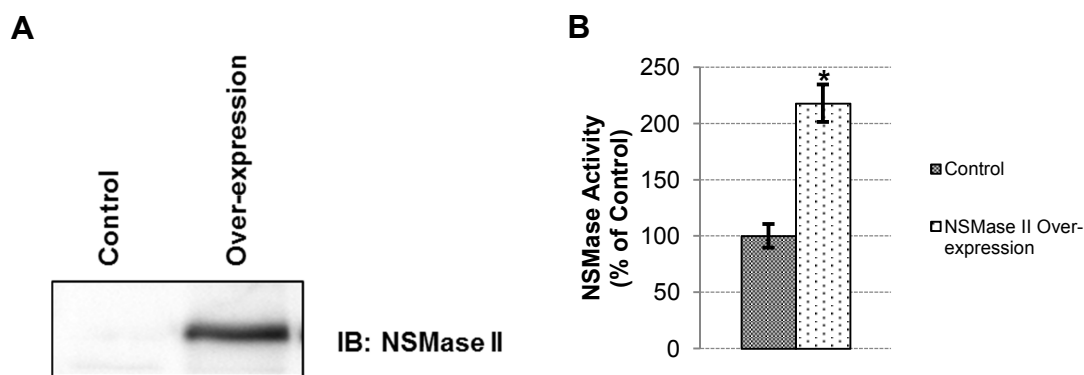 A
Control
Over-expression
IB: NSMase II
B
NSMase Activity
(% of Control)
250
200
150
100
50
0
*
Control
NSMase II Over-
expression